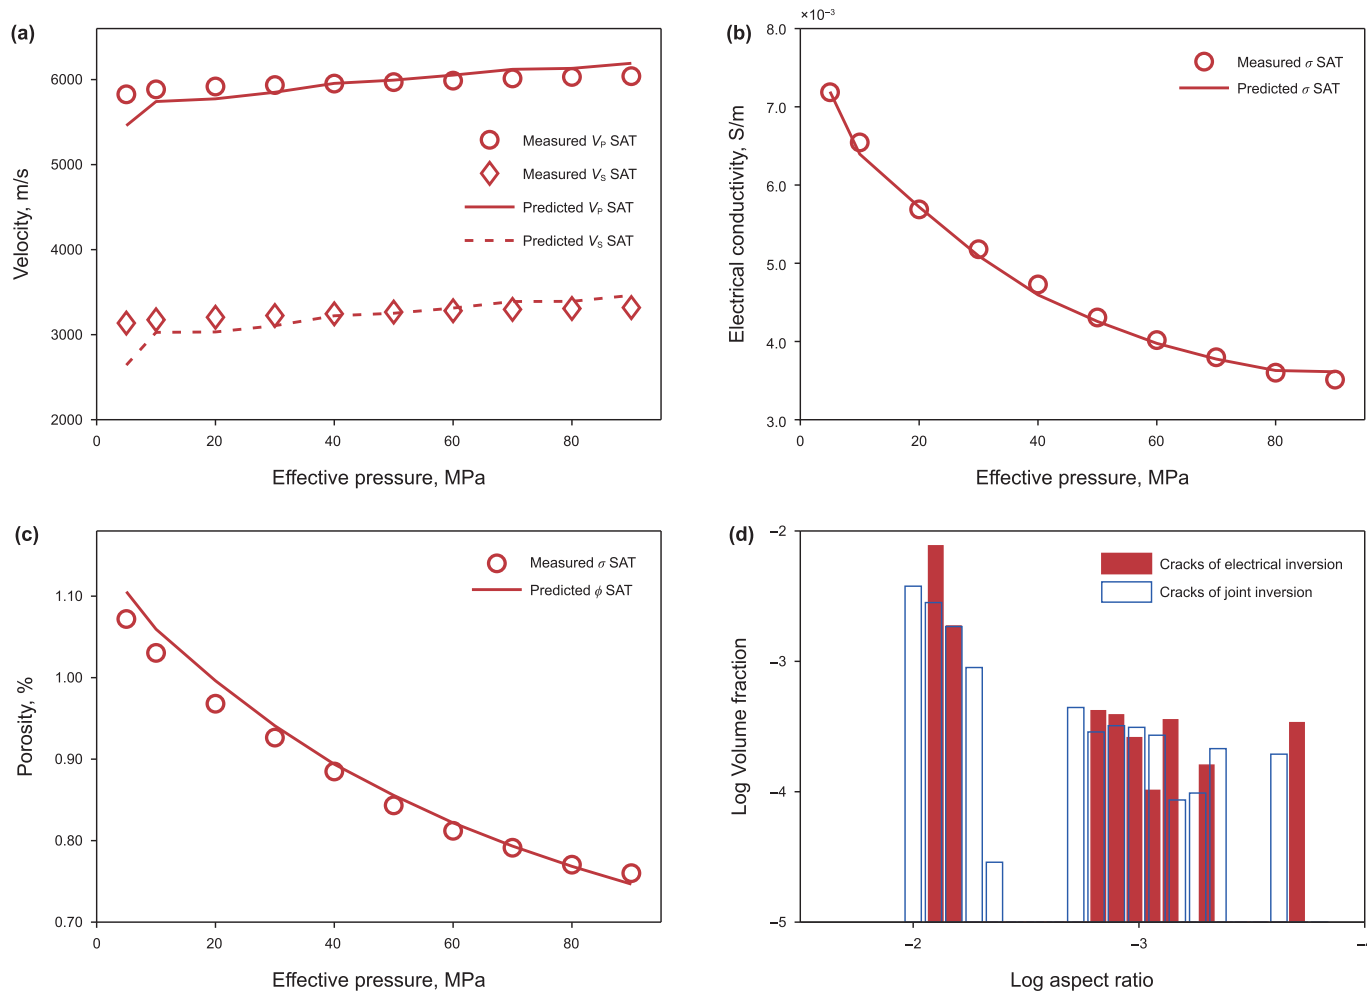 (a)
6000
5000
4000
3000
2000
0
20
40
60
80
Velocity, m/s
Effective pressure, MPa
Measured VP SAT
Measured VS SAT
Predicted VP SAT
Predicted VS SAT
(b)
×10⁻³
8.0
7.0
6.0
5.0
4.0
3.0
0
20
40
60
80
Electrical conductivity, S/m
Effective pressure, MPa
Measured σ SAT
Predicted σ SAT
(c)
1.10
1.00
0.90
0.80
0.70
0
20
40
60
80
Porosity, %
Effective pressure, MPa
Measured σ SAT
Predicted ϕ SAT
(d)
–2
–3
–4
–5
–2
–3
Log Volume fraction
Log aspect ratio
Cracks of electrical inversion
Cracks of joint inversion